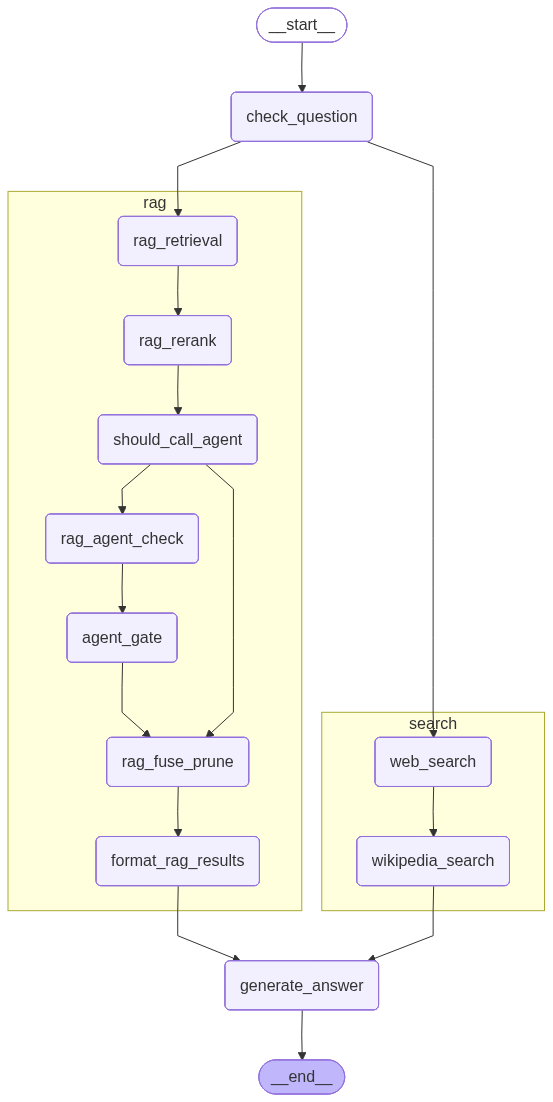 __start__
check_question
rag
rag_retrieval
rag_rerank
should_call_agent
rag_agent_check
agent_gate
search
rag_fuse_prune
web_search
format_rag_results
wikipedia_search
generate_answer
__end__